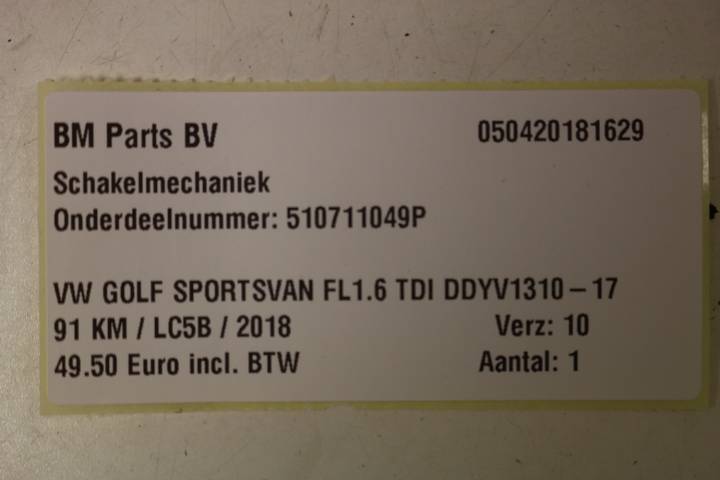 BM Parts BV 050420181629
Schakelmechaniek
Onderdeelnummer: 510711049P
VW GOLF SPORTSVAN FL1.6 TDI DDYV1310-17
91 KM / LC5B / 2018 Verz: 10
49.50 Euro incl. BTW Aantal: 1